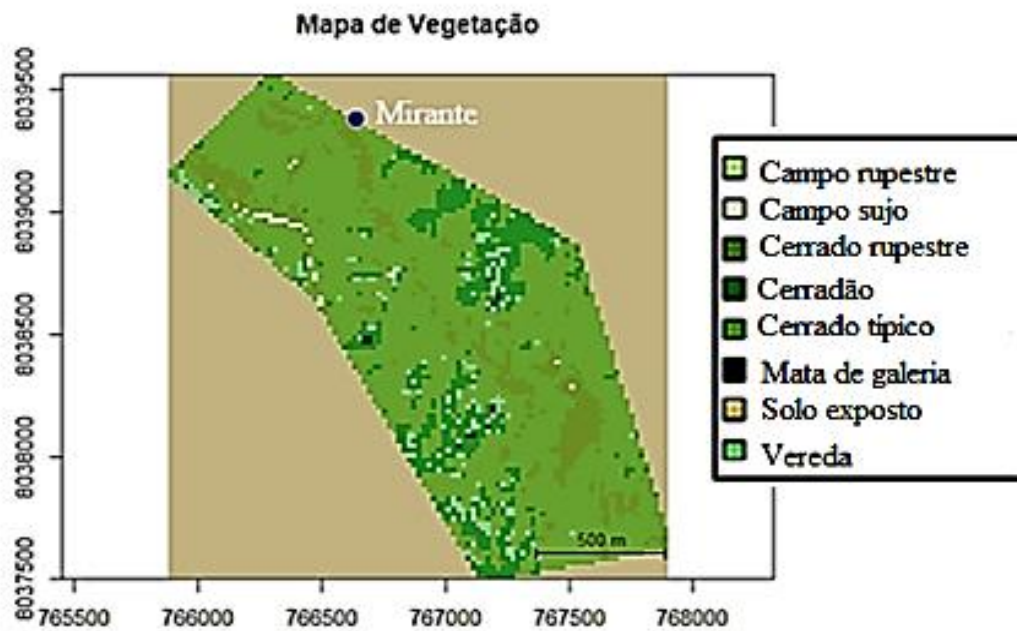 Mapa de Vegetação
8039500
8039000
8038500
8038000
8037500
Mirante
500 m
765500 766000 766500 767000 767500 768000
Campo rupestre
Campo sujo
Cerrado rupestre
Cerradão
Cerrado típico
Mata de galeria
Solo exposto
Vereda